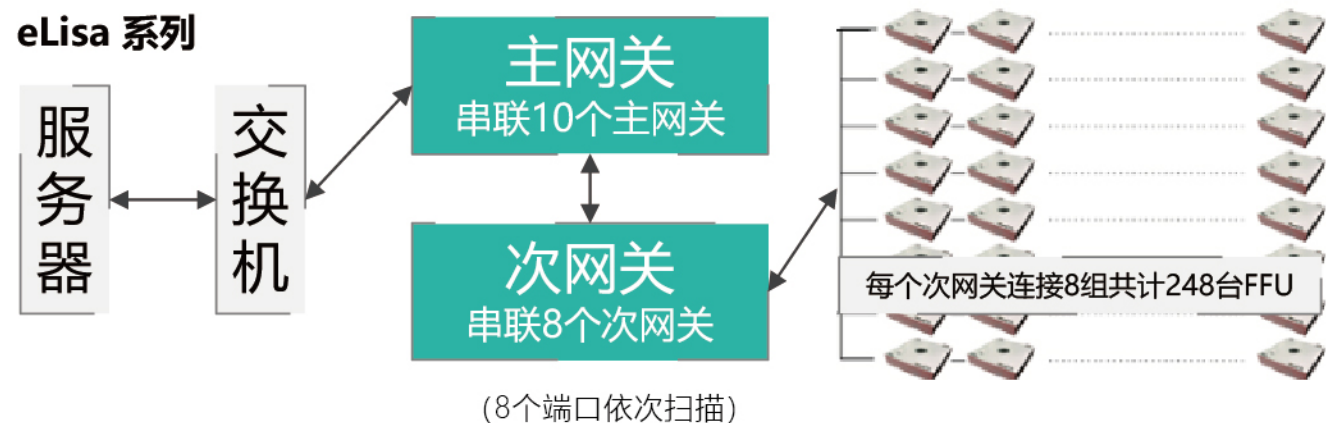 eLisa 系列
服务器
交换机
主网关
串联10个主网关
次网关
串联8个次网关
(8个端口依次扫描)
每个次网关连接8组共计248台FFU